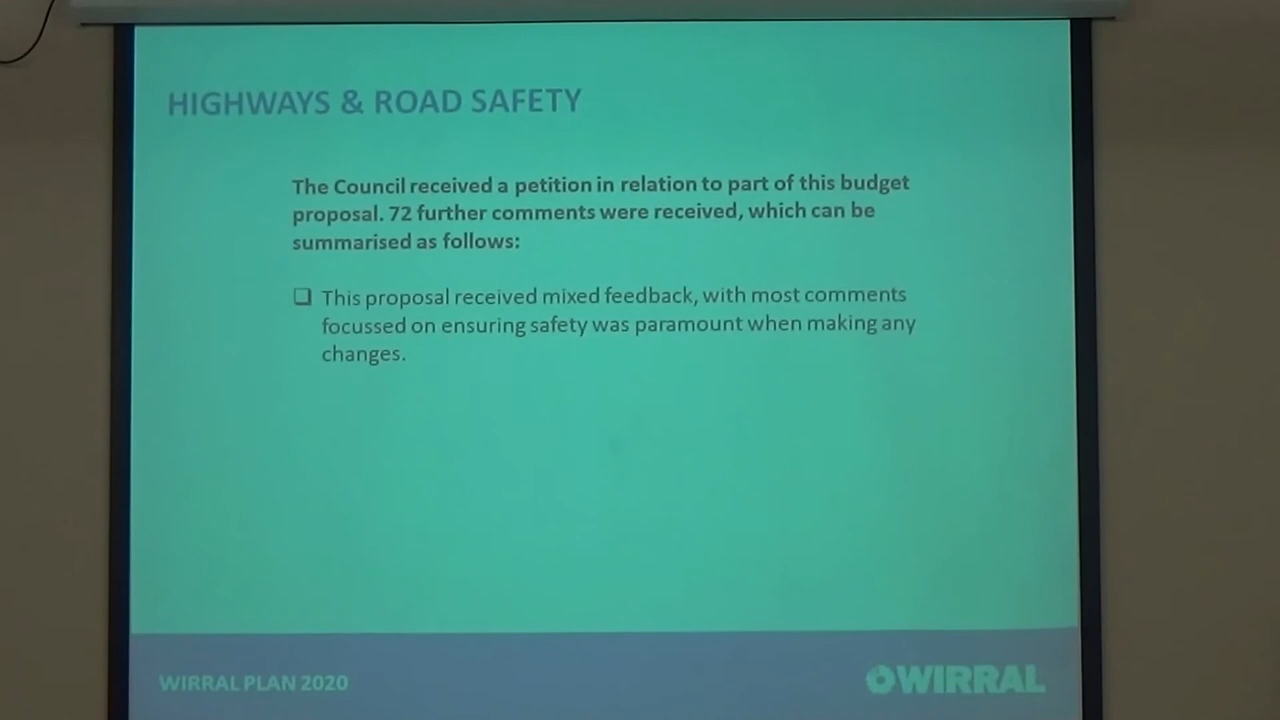 HIGHWAYS & ROAD SAFETY
The Council received a petition in relation to part of this budget
proposal. 72 further comments were received, which can be
summarised as follows:
❑ This proposal received mixed feedback, with most comments
focussed on ensuring safety was paramount when making any
changes.
WIRRAL PLAN 2020
WIRRAL